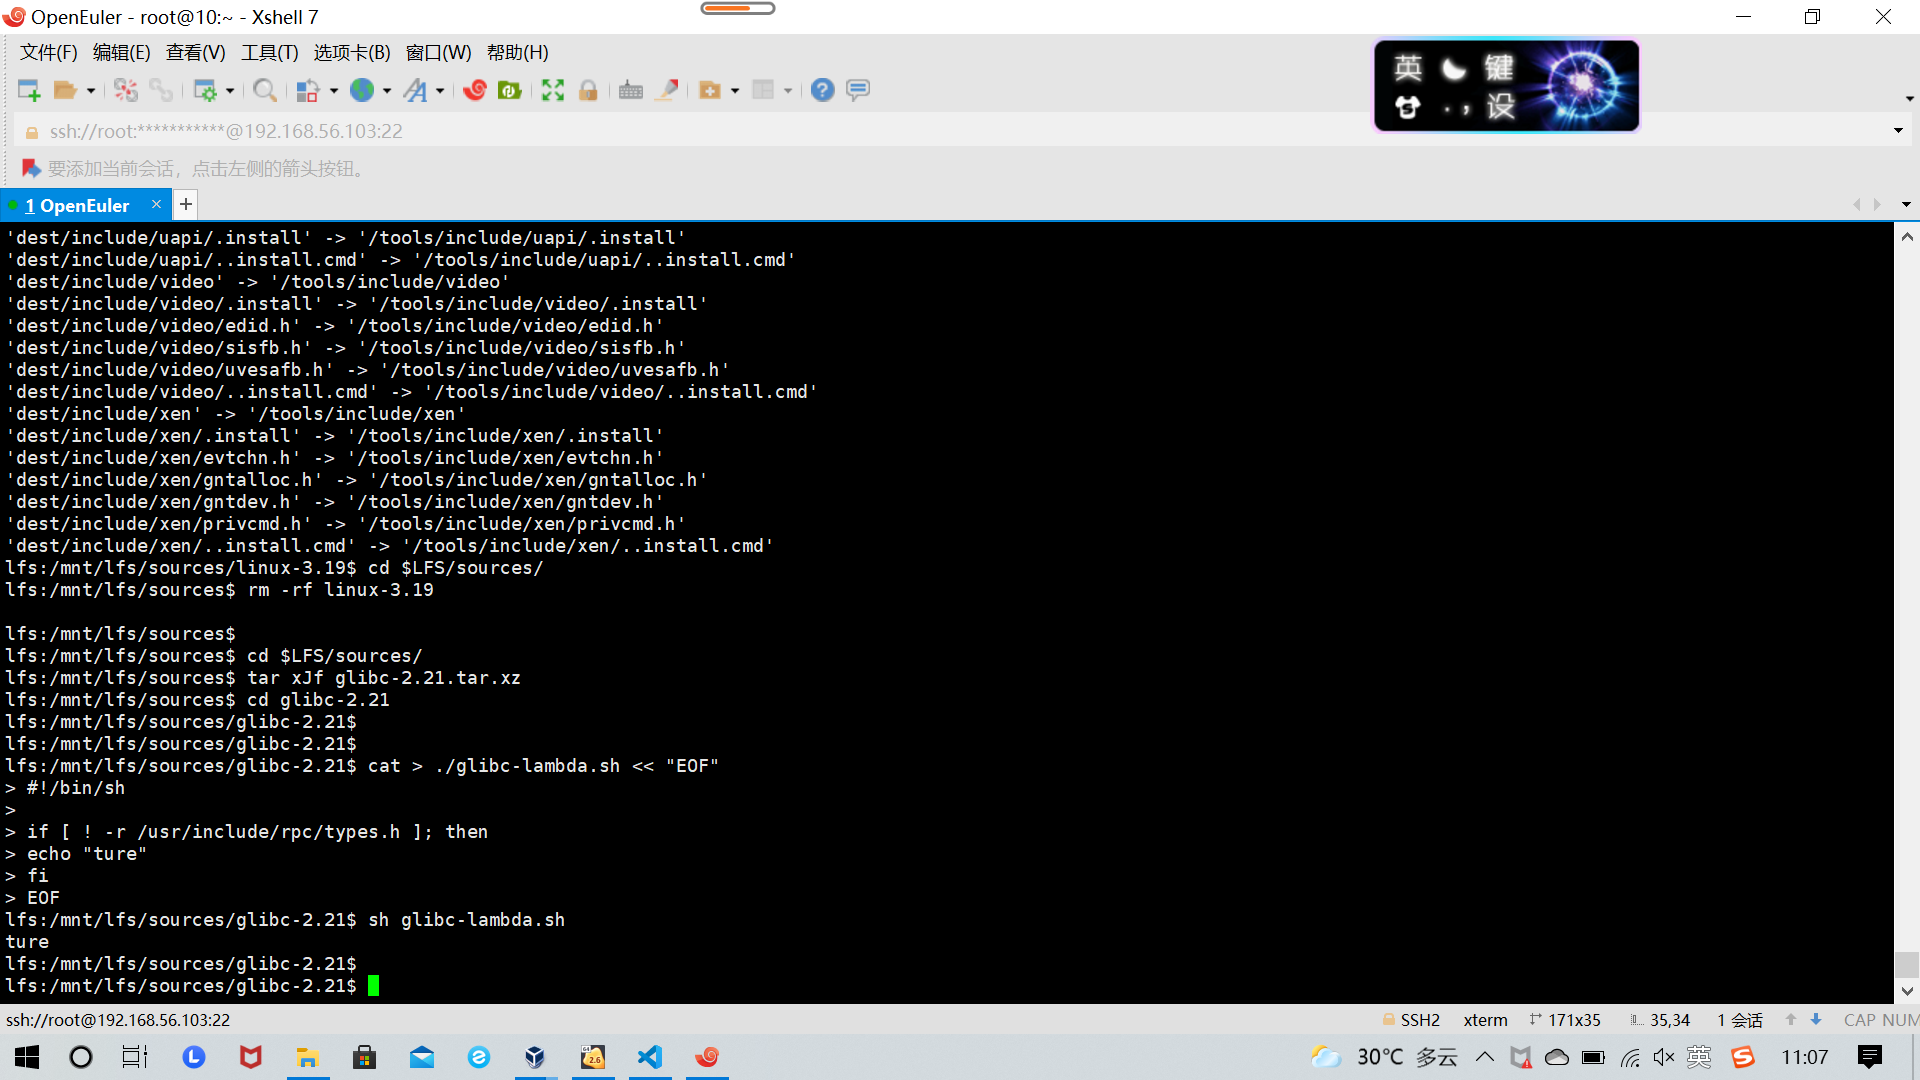 OpenEuler - root@10:~ - Xshell 7
文件(F) 编辑(E) 查看(V) 工具(T) 选项卡(B) 窗口(W) 帮助(H)
英 键
. , 设
ssh://root:***********@192.168.56.103:22
要添加当前会话，点击左侧的箭头按钮。
1 OpenEuler × +
'dest/include/uapi/.install' -> '/tools/include/uapi/.install'
'dest/include/uapi/..install.cmd' -> '/tools/include/uapi/..install.cmd'
'dest/include/video' -> '/tools/include/video'
'dest/include/video/.install' -> '/tools/include/video/.install'
'dest/include/video/edid.h' -> '/tools/include/video/edid.h'
'dest/include/video/sisfb.h' -> '/tools/include/video/sisfb.h'
'dest/include/video/uvesafb.h' -> '/tools/include/video/uvesafb.h'
'dest/include/video/..install.cmd' -> '/tools/include/video/..install.cmd'
'dest/include/xen' -> '/tools/include/xen'
'dest/include/xen/.install' -> '/tools/include/xen/.install'
'dest/include/xen/evtchn.h' -> '/tools/include/xen/evtchn.h'
'dest/include/xen/gntalloc.h' -> '/tools/include/xen/gntalloc.h'
'dest/include/xen/gntdev.h' -> '/tools/include/xen/gntdev.h'
'dest/include/xen/privcmd.h' -> '/tools/include/xen/privcmd.h'
'dest/include/xen/..install.cmd' -> '/tools/include/xen/..install.cmd'
lfs:/mnt/lfs/sources/linux-3.19$ cd $LFS/sources/
lfs:/mnt/lfs/sources$ rm -rf linux-3.19
lfs:/mnt/lfs/sources$
lfs:/mnt/lfs/sources$ cd $LFS/sources/
lfs:/mnt/lfs/sources$ tar xJf glibc-2.21.tar.xz
lfs:/mnt/lfs/sources$ cd glibc-2.21
lfs:/mnt/lfs/sources/glibc-2.21$
lfs:/mnt/lfs/sources/glibc-2.21$
lfs:/mnt/lfs/sources/glibc-2.21$ cat > ./glibc-lambda.sh << "EOF"
> #!/bin/sh
>
> if [ ! -r /usr/include/rpc/types.h ]; then
> echo "ture"
> fi
> EOF
lfs:/mnt/lfs/sources/glibc-2.21$ sh glibc-lambda.sh
ture
lfs:/mnt/lfs/sources/glibc-2.21$
lfs:/mnt/lfs/sources/glibc-2.21$
ssh://root@192.168.56.103:22 SSH2 xterm 171x35 35,34 1 会话 CAP NUM
30℃ 多云 英 11:07